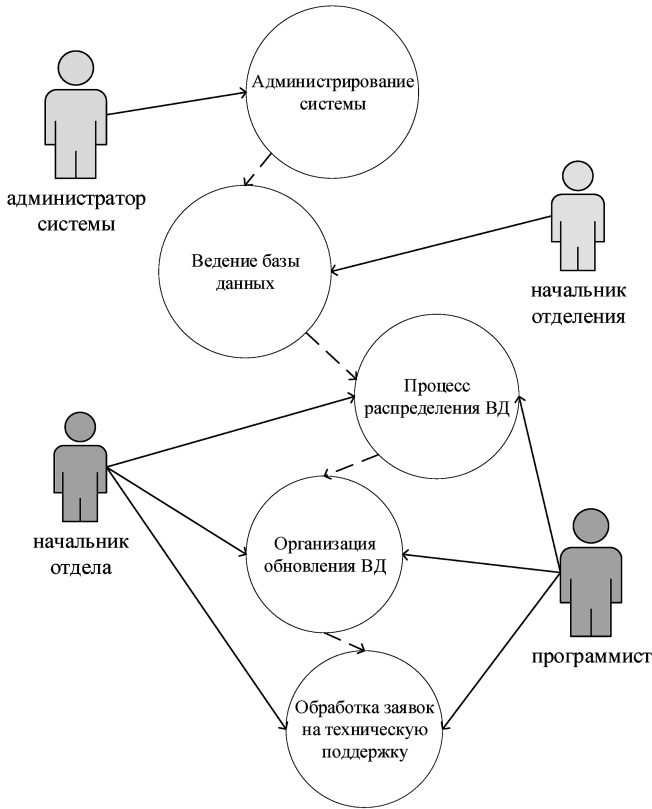 Администрирование
системы
администратор
системы
Ведение базы
данных
начальник
отделения
Процесс
распределения ВД
начальник
отдела
Организация
обновления ВД
программист
Обработка заявок
на техническую
поддержку